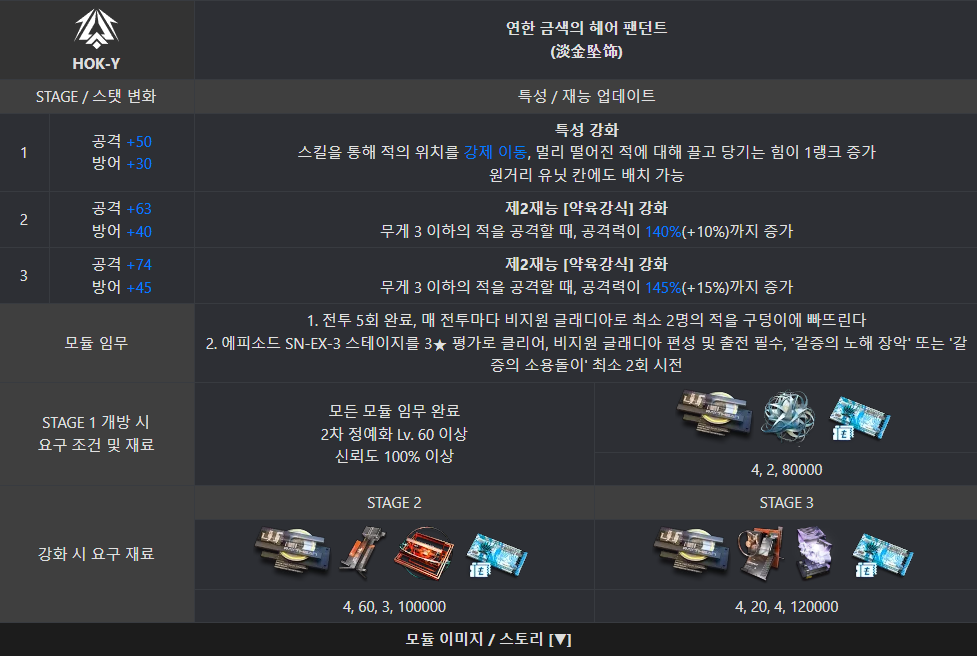 HOK-Y
연한 금색의 헤어 팬던트
(淡金坠饰)
STAGE / 스탯 변화
특성 / 재능 업데이트
1
공격 +50
방어 +30
특성 강화
스킬을 통해 적의 위치를 강제 이동, 멀리 떨어진 적에 대해 끌고 당기는 힘이 1랭크 증가
원거리 유닛 칸에도 배치 가능
2
공격 +63
방어 +40
제2재능 [약육강식] 강화
무게 3 이하의 적을 공격할 때, 공격력이 140%(+10%)까지 증가
3
공격 +74
방어 +45
제2재능 [약육강식] 강화
무게 3 이하의 적을 공격할 때, 공격력이 145%(+15%)까지 증가
모듈 임무
1. 전투 5회 완료, 매 전투마다 비지원 글래디아로 최소 2명의 적을 구덩이에 빠뜨린다
2. 에피소드 SN-EX-3 스테이지를 3★ 평가로 클리어, 비지원 글래디아 편성 및 출전 필수, '갈증의 노해 장악' 또는 '갈
증의 소용돌이' 최소 2회 시전
STAGE 1 개방 시
요구 조건 및 재료
모든 모듈 임무 완료
2차 정예화 Lv. 60 이상
신뢰도 100% 이상
4, 2, 80000
강화 시 요구 재료
STAGE 2
STAGE 3
4, 60, 3, 100000
4, 20, 4, 120000
모듈 이미지 / 스토리 [▼]